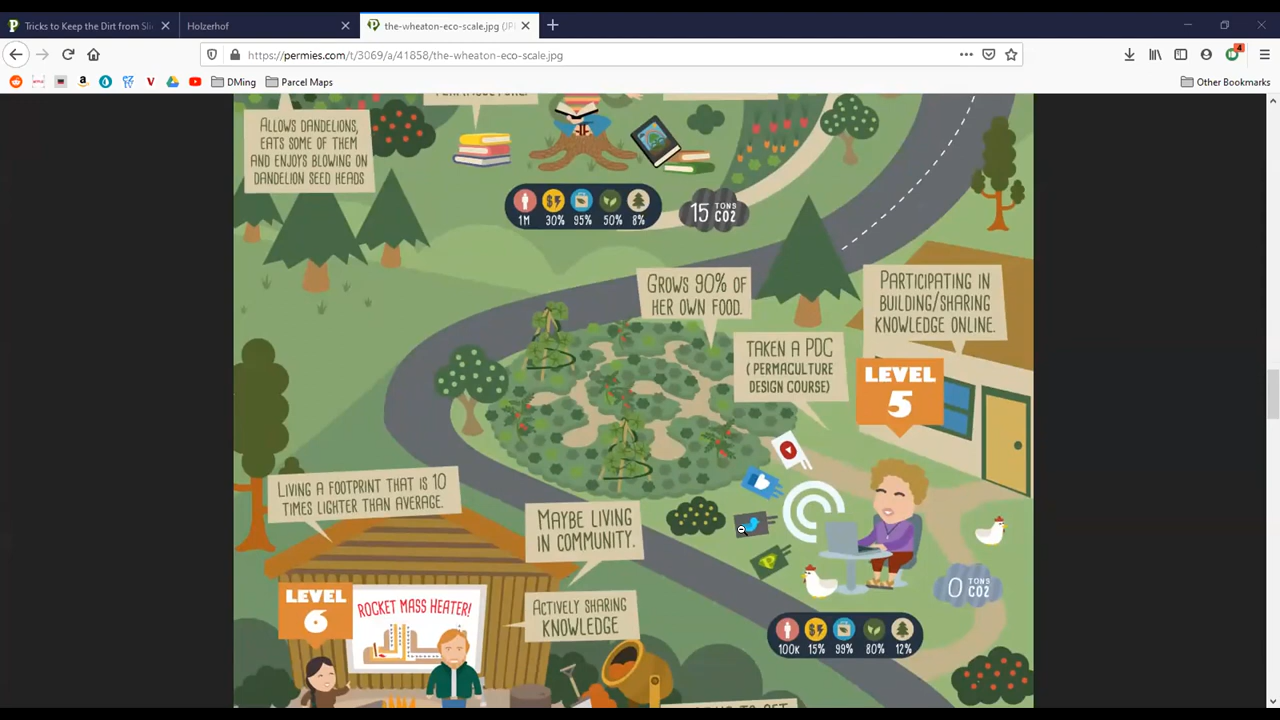 Tricks to Keep the Dirt from Sli
Holzerhof
the-wheaton-eco-scale.jpg (JP
https://permies.com/t/3069/a/41858/the-wheaton-eco-scale.jpg
4
DMing
Parcel Maps
Other Bookmarks
ALLOWS DANDELIONS,
EATS SOME OF THEM
AND ENJOYS BLOWING ON
DANDELION SEED HEADS
1M 30% 95% 50% 8%
15 TONS
CO2
GROWS 90% OF
HER OWN FOOD.
PARTICIPATING IN
BUILDING/SHARING
KNOWLEDGE ONLINE.
TAKEN A PDC
(PERMACULTURE
DESIGN COURSE)
LEVEL
5
LIVING A FOOTPRINT THAT IS 10
TIMES LIGHTER THAN AVERAGE.
MAYBE LIVING
IN COMMUNITY.
0 TONS
CO2
LEVEL
6
ROCKET MASS HEATER!
ACTIVELY SHARING
KNOWLEDGE
100K 15% 99% 80% 12%